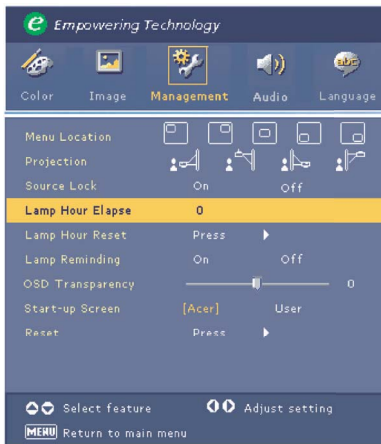 e Empowering Technology
Color Image Management Audio abc Language
Menu Location
Projection
Source Lock On Off
Lamp Hour Elapse 0
Lamp Hour Reset Press
Lamp Reminding On Off
OSD Transparency 0
Start-up Screen [Acer] User
Reset Press
Select feature Adjust setting
MENU Return to main menu